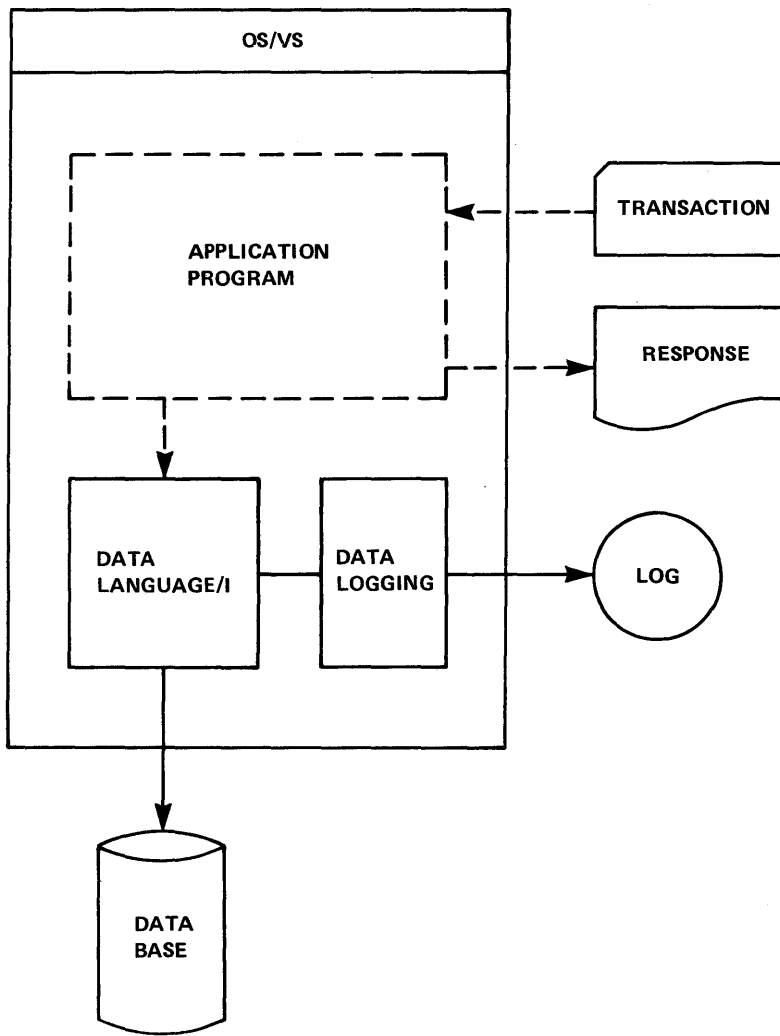 OS/VS
APPLICATION
PROGRAM
TRANSACTION
RESPONSE
DATA
LANGUAGE/I
DATA
LOGGING
LOG
DATA
BASE